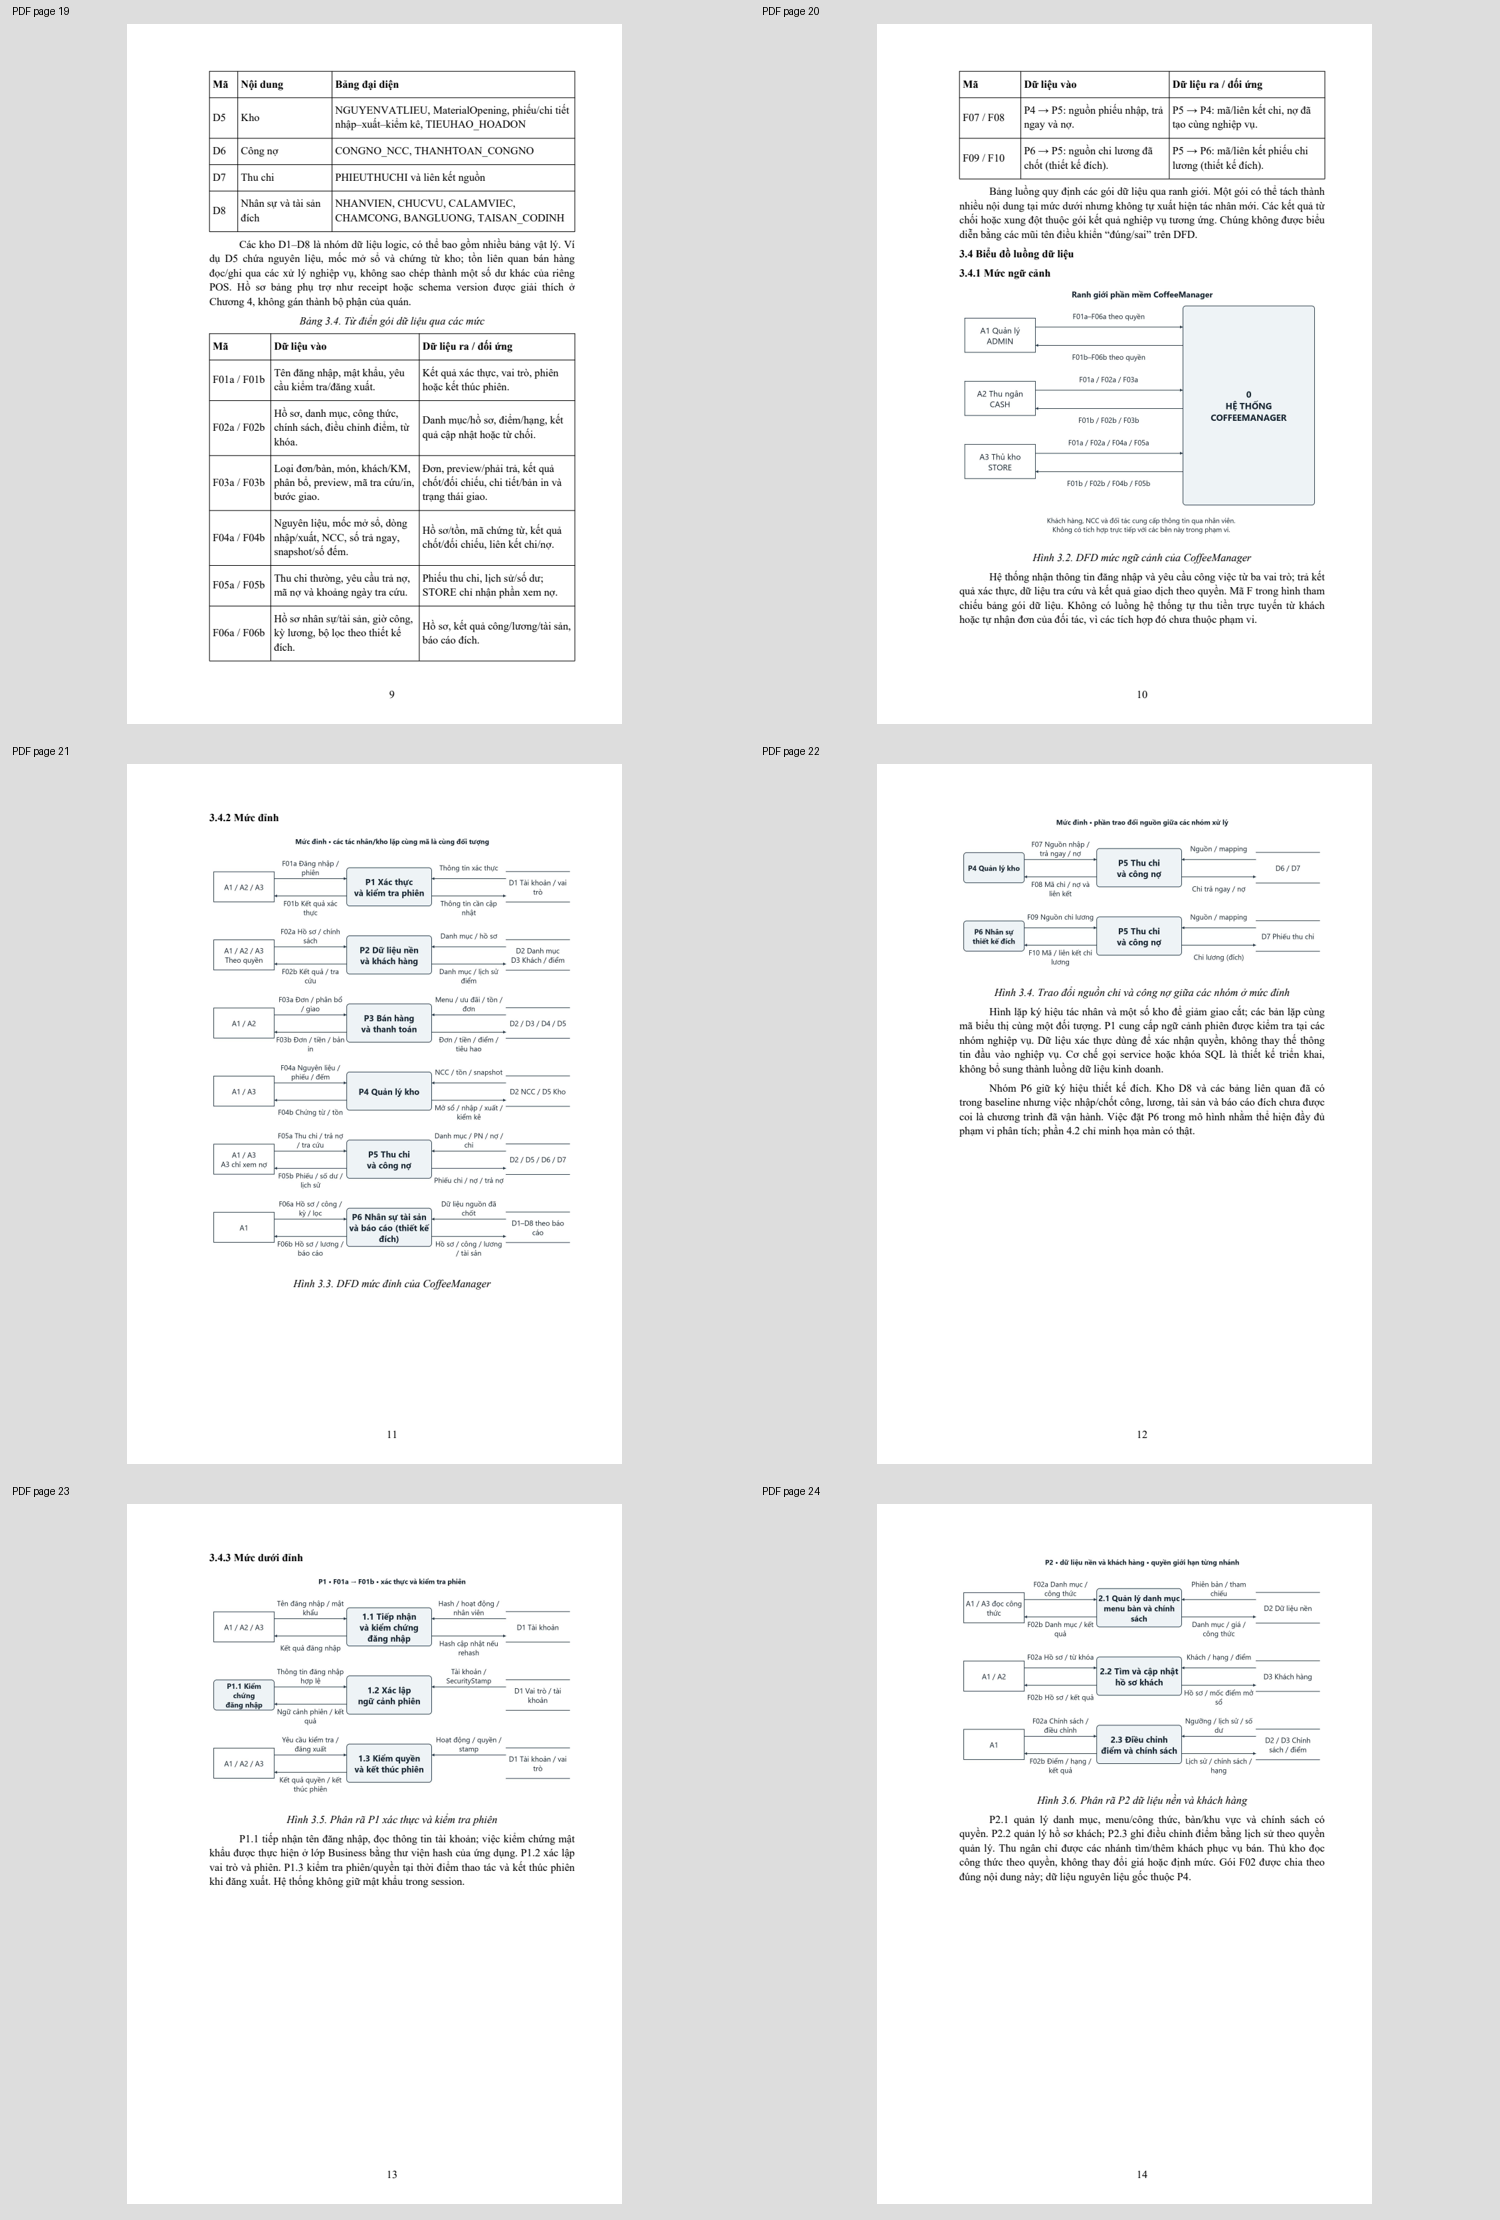 PDF page 19
Mã Nội dung Bảng đại diện
D5 Kho NGUYENVATLIEU, MaterialOpening, phiếu/chi tiết
nhập–xuất–kiểm kê, TIEUHAO_HOADON
D6 Công nợ CONGNO_NCC, THANHTOAN_CONGNO
D7 Thu chi PHIEUTHUCHI và liên kết nguồn
D8 Nhân sự và tài sản đích NHANVIEN, CHUCVU, CALAMVIEC,
CHAMCONG, BANGLUONG, TAISAN_CODINH
Các kho D1–D8 là nhóm dữ liệu logic, có thể bao gồm nhiều bảng vật lý. Ví
dụ D5 chứa nguyên liệu, mốc mở sổ và chứng từ kho; tồn liên quan bán hàng
đọc/ghi qua các xử lý nghiệp vụ, không sao chép thành một số dư khác của riêng
POS. Hồ sơ bảng phụ trợ như receipt hoặc schema version được giải thích ở
Chương 4, không gán thành bộ phận của quán.
Bảng 3.4. Từ điển gói dữ liệu qua các mức
Mã Dữ liệu vào Dữ liệu ra / đối ứng
F01a / F01b Tên đăng nhập, mật khẩu, yêu cầu kiểm tra/đăng xuất. Kết quả xác thực, vai trò, phiên hoặc kết thúc phiên.
F02a / F02b Hồ sơ, danh mục, công thức, chính sách, điều chỉnh điểm, từ khóa. Danh mục/hồ sơ, điểm/hạng, kết quả cập nhật hoặc từ chối.
F03a / F03b Loại đơn/bàn, món, khách/KM, phân bổ, preview, mã tra cứu/in, bước giao. Đơn, preview/phải trả, kết quả chốt/đối chiếu, chi tiết/bản in và trạng thái giao.
F04a / F04b Nguyên liệu, mốc mở sổ, dòng nhập/xuất, NCC, số trả ngay, snapshot/số đếm. Hồ sơ/tồn, mã chứng từ, kết quả chốt/đối chiếu, liên kết chi/nợ.
F05a / F05b Thu chi thường, yêu cầu trả nợ, mã nợ và khoảng ngày tra cứu. Phiếu thu chi, lịch sử/số dư; STORE chỉ nhận phần xem nợ.
F06a / F06b Hồ sơ nhân sự/tài sản, giờ công, kỳ lương, bộ lọc theo thiết kế đích. Hồ sơ, kết quả công/lương/tài sản, báo cáo đích.
9
PDF page 20
Mã Dữ liệu vào Dữ liệu ra / đối ứng
F07 / F08 P4 → P5: nguồn phiếu nhập, trả ngay và nợ. P5 → P4: mã/liên kết chi, nợ đã tạo cùng nghiệp vụ.
F09 / F10 P6 → P5: nguồn chi lương đã chốt (thiết kế đích). P5 → P6: mã/liên kết phiếu chi lương (thiết kế đích).
Bảng luồng quy định các gói dữ liệu qua ranh giới. Một gói có thể tách thành
nhiều nội dung tại mức dưới nhưng không tự xuất hiện tác nhân mới. Các kết quả từ
chối hoặc xung đột thuộc gói kết quả nghiệp vụ tương ứng. Chúng không được biểu
diễn bằng các mũi tên điều khiển “đúng/sai” trên DFD.
3.4 Biểu đồ luồng dữ liệu
3.4.1 Mức ngữ cảnh
Ranh giới phần mềm CoffeeManager
A1 Quản lý
ADMIN
F01a–F06a theo quyền
F01b–F06b theo quyền
A2 Thu ngân
CASH
F01a / F02a / F03a
F01b / F02b / F03b
A3 Thủ kho
STORE
F01a / F02a / F04a / F05a
F01b / F02b / F04b / F05b
0
HỆ THỐNG
COFFEEMANAGER
Khách hàng, NCC và đối tác cung cấp thông tin qua nhân viên.
Không có tích hợp trực tiếp với các bên này trong phạm vi.
Hình 3.2. DFD mức ngữ cảnh của CoffeeManager
Hệ thống nhận thông tin đăng nhập và yêu cầu công việc từ ba vai trò; trả kết
quả xác thực, dữ liệu tra cứu và kết quả giao dịch theo quyền. Mã F trong hình tham
chiếu bảng gói dữ liệu. Không có luồng hệ thống tự thu tiền trực tuyến từ khách
hoặc tự nhận đơn của đối tác, vì các tích hợp đó chưa thuộc phạm vi.
10
PDF page 21
3.4.2 Mức đỉnh
Mức đỉnh • các tác nhân/kho lặp cùng mã là cùng đối tượng
A1 / A2 / A3
F01a Đăng nhập /
phiên
F01b Kết quả xác
thực
P1 Xác thực
và kiểm tra phiên
Thông tin xác thực
Thông tin cần cập
nhật
D1 Tài khoản / vai
trò
A1 / A2 / A3
Theo quyền
F02a Hồ sơ / chính
sách
F02b Kết quả / tra
cứu
P2 Dữ liệu nền
và khách hàng
Danh mục / hồ sơ
Danh mục / lịch sử
điểm
D2 Danh mục
D3 Khách / điểm
A1 / A2
F03a Đơn / phân bổ
/ giao
F03b Đơn / tiền / bản
in
P3 Bán hàng
và thanh toán
Menu / ưu đãi / tồn /
đơn
Đơn / tiền / điểm /
tiêu hao
D2 / D3 / D4 / D5
A1 / A3
F04a Nguyên liệu /
phiếu / đếm
F04b Chứng từ / tồn
P4 Quản lý kho
NCC / tồn / snapshot
Mở sổ / nhập / xuất /
kiểm kê
D2 NCC / D5 Kho
A1 / A3
A3 chỉ xem nợ
F05a Thu chi / trả nợ
/ tra cứu
F05b Phiếu / số dư /
lịch sử
P5 Thu chi
và công nợ
Danh mục / PN / nợ /
chi
Phiếu chi / nợ / trả nợ
D2 / D5 / D6 / D7
A1
F06a Hồ sơ / công /
kỳ / lọc
F06b Hồ sơ / lương /
báo cáo
P6 Nhân sự tài sản
và báo cáo (thiết kế
đích)
Dữ liệu nguồn đã
chốt
Hồ sơ / công / lương
/ tài sản
D1–D8 theo báo
cáo
Hình 3.3. DFD mức đỉnh của CoffeeManager
11
PDF page 22
Mức đỉnh • phần trao đổi nguồn giữa các nhóm xử lý
P4 Quản lý kho
F07 Nguồn nhập /
trả ngay / nợ
F08 Mã chi / nợ và
liên kết
P5 Thu chi
và công nợ
Nguồn / mapping
Chi trả ngay / nợ
D6 / D7
P6 Nhân sự
thiết kế đích
F09 Nguồn chi lương
F10 Mã / liên kết chi
lương
P5 Thu chi
và công nợ
Nguồn / mapping
Chi lương (đích)
D7 Phiếu thu chi
Hình 3.4. Trao đổi nguồn chi và công nợ giữa các nhóm ở mức đỉnh
Hình lặp ký hiệu tác nhân và một số kho để giảm giao cắt; các bản lặp cùng
mã biểu thị cùng một đối tượng. P1 cung cấp ngữ cảnh phiên được kiểm tra tại các
nhóm nghiệp vụ. Dữ liệu xác thực dùng để xác nhận quyền, không thay thế thông
tin đầu vào nghiệp vụ. Cơ chế gọi service hoặc khóa SQL là thiết kế triển khai,
không bổ sung thành luồng dữ liệu kinh doanh.
Nhóm P6 giữ ký hiệu thiết kế đích. Kho D8 và các bảng liên quan đã có
trong baseline nhưng việc nhập/chốt công, lương, tài sản và báo cáo đích chưa được
coi là chương trình đã vận hành. Việc đặt P6 trong mô hình nhằm thể hiện đầy đủ
phạm vi phân tích; phần 4.2 chỉ minh họa màn có thật.
12
PDF page 23
3.4.3 Mức dưới đỉnh
P1 • F01a → F01b • xác thực và kiểm tra phiên
A1 / A2 / A3
Tên đăng nhập / mật
khẩu
Kết quả đăng nhập
1.1 Tiếp nhận
và kiểm chứng
đăng nhập
Hash / hoạt động /
nhân viên
Hash cập nhật nếu
rehash
D1 Tài khoản
P1.1 Kiểm
chứng
đăng nhập
Thông tin đăng nhập
hợp lệ
Ngữ cảnh phiên / kết
quả
1.2 Xác lập
ngữ cảnh phiên
Tài khoản /
SecurityStamp
D1 Vai trò / tài
khoản
A1 / A2 / A3
Yêu cầu kiểm tra /
đăng xuất
Kết quả quyền / kết
thúc phiên
1.3 Kiểm quyền
và kết thúc phiên
Hoạt động / quyền /
stamp
D1 Tài khoản / vai
trò
Hình 3.5. Phân rã P1 xác thực và kiểm tra phiên
P1.1 tiếp nhận tên đăng nhập, đọc thông tin tài khoản; việc kiểm chứng mật
khẩu được thực hiện ở lớp Business bằng thư viện hash của ứng dụng. P1.2 xác lập
vai trò và phiên. P1.3 kiểm tra phiên/quyền tại thời điểm thao tác và kết thúc phiên
khi đăng xuất. Hệ thống không giữ mật khẩu trong session.
13
PDF page 24
P2 • dữ liệu nền và khách hàng • quyền giới hạn từng nhánh
A1 / A3 đọc công
thức
F02a Danh mục /
công thức
F02b Danh mục / kết
quả
2.1 Quản lý danh mục
menu bàn và chính
sách
Phiên bản / tham
chiếu
Danh mục / giá /
công thức
D2 Dữ liệu nền
A1 / A2
F02a Hồ sơ / từ khóa
F02b Hồ sơ / kết quả
2.2 Tìm và cập nhật
hồ sơ khách
Khách / hạng / điểm
Hồ sơ / mốc điểm mở
sổ
D3 Khách hàng
A1
F02a Chính sách /
điều chỉnh
F02b Điểm / hạng /
kết quả
2.3 Điều chỉnh
điểm và chính sách
Ngưỡng / lịch sử / số
dư
Lịch sử / chính sách /
hạng
D2 / D3 Chính
sách / điểm
Hình 3.6. Phân rã P2 dữ liệu nền và khách hàng
P2.1 quản lý danh mục, menu/công thức, bàn/khu vực và chính sách có
quyền. P2.2 quản lý hồ sơ khách; P2.3 ghi điều chỉnh điểm bằng lịch sử theo quyền
quản lý. Thu ngân chỉ được các nhánh tìm/thêm khách phục vụ bán. Thủ kho đọc
công thức theo quyền, không thay đổi giá hoặc định mức. Gói F02 được chia theo
đúng nội dung này; dữ liệu nguyên liệu gốc thuộc P4.
14